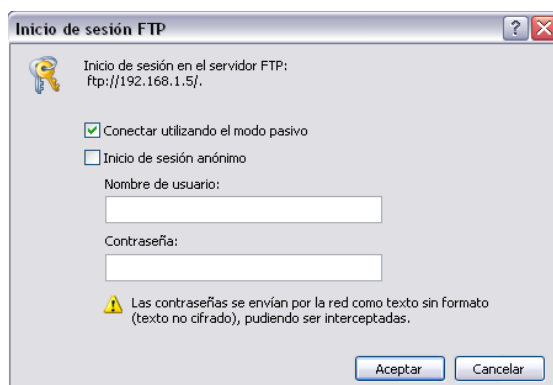 Inicio de sesión FTP
Inicio de sesión en el servidor FTP:
ftp://192.168.1.5/.
Conectar utilizando el modo pasivo
Inicio de sesión anónimo
Nombre de usuario:
Contraseña:
Las contraseñas se envían por la red como texto sin formato
(texto no cifrado), pudiendo ser interceptadas.
Aceptar
Cancelar